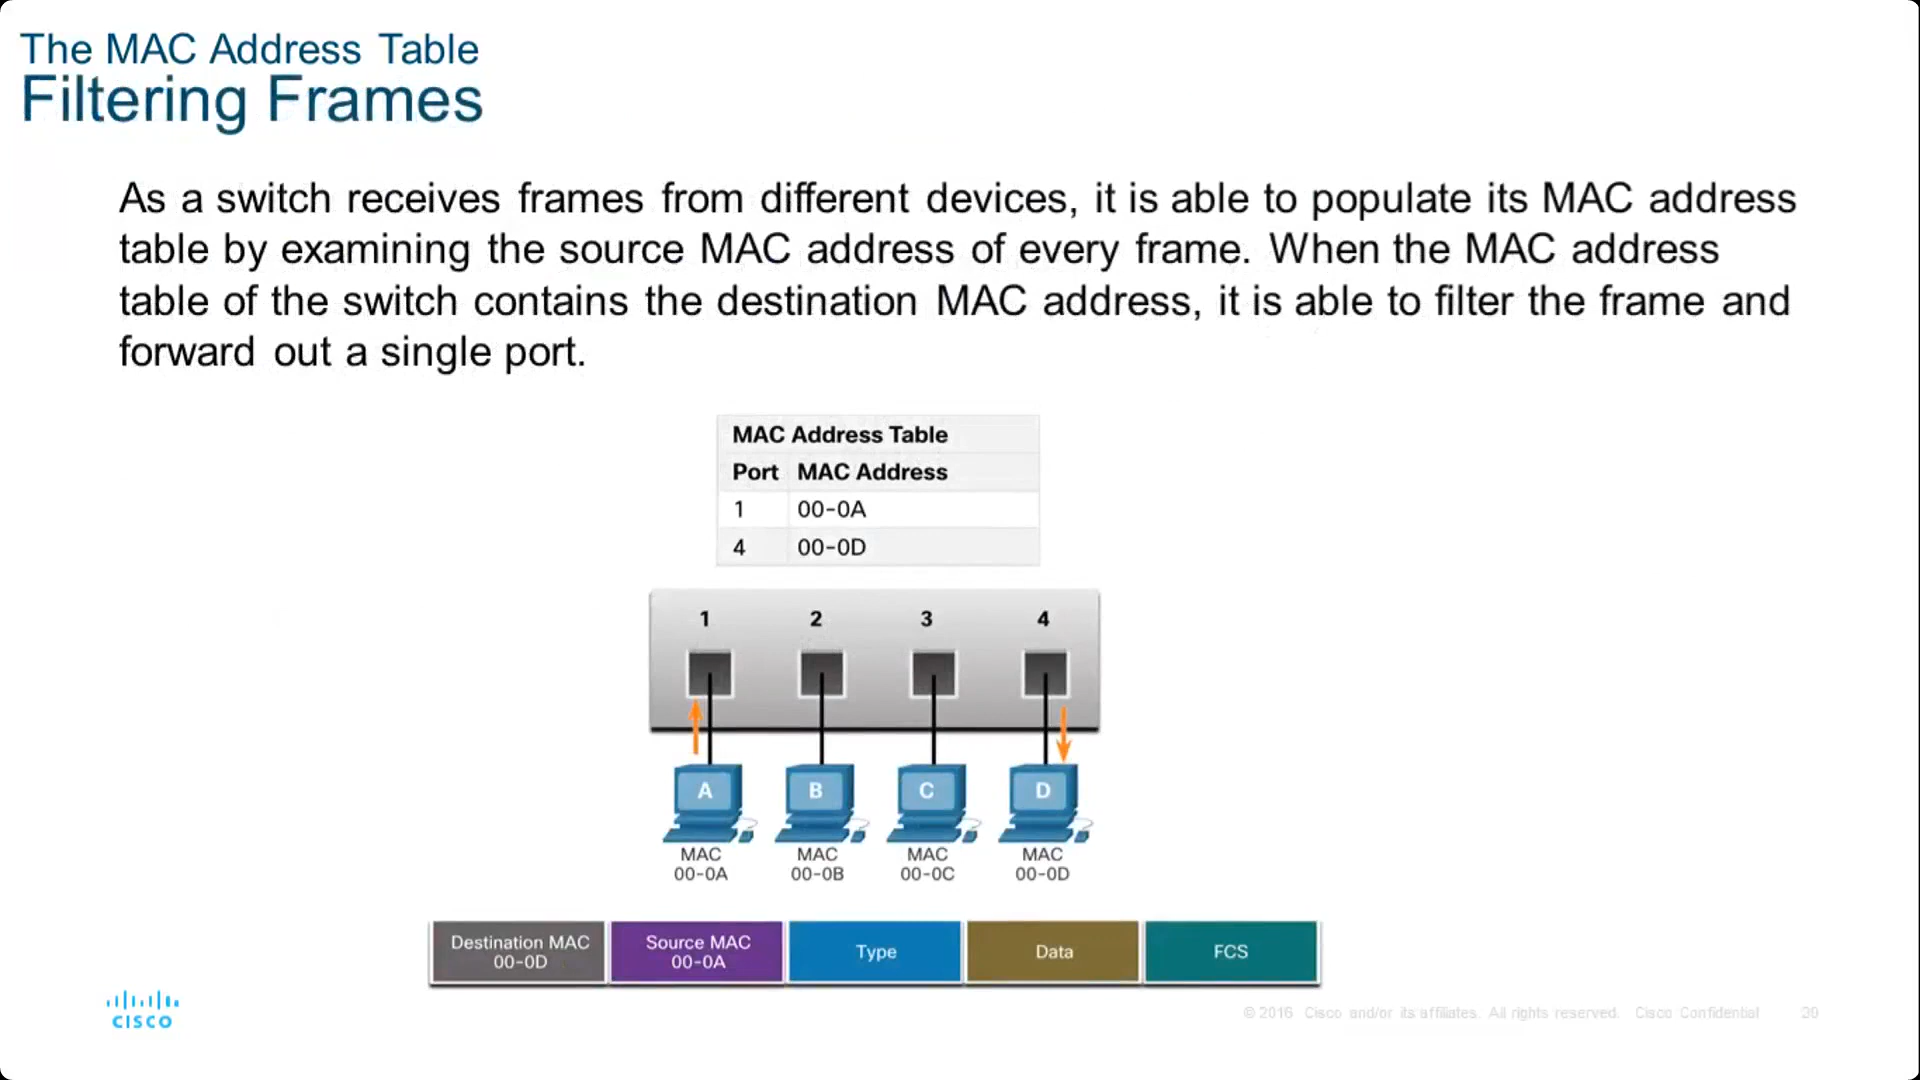 The MAC Address Table
Filtering Frames
As a switch receives frames from different devices, it is able to populate its MAC address
table by examining the source MAC address of every frame. When the MAC address
table of the switch contains the destination MAC address, it is able to filter the frame and
forward out a single port.
MAC Address Table
Port MAC Address
1 00-0A
4 00-0D
1 2 3 4
A B C D
MAC MAC MAC MAC
00-0A 00-0B 00-0C 00-0D
Destination MAC Source MAC Type Data FCS
00-0D 00-0A
CISCO
© 2016 Cisco and/or its affiliates. All rights reserved. Cisco Confidential 20